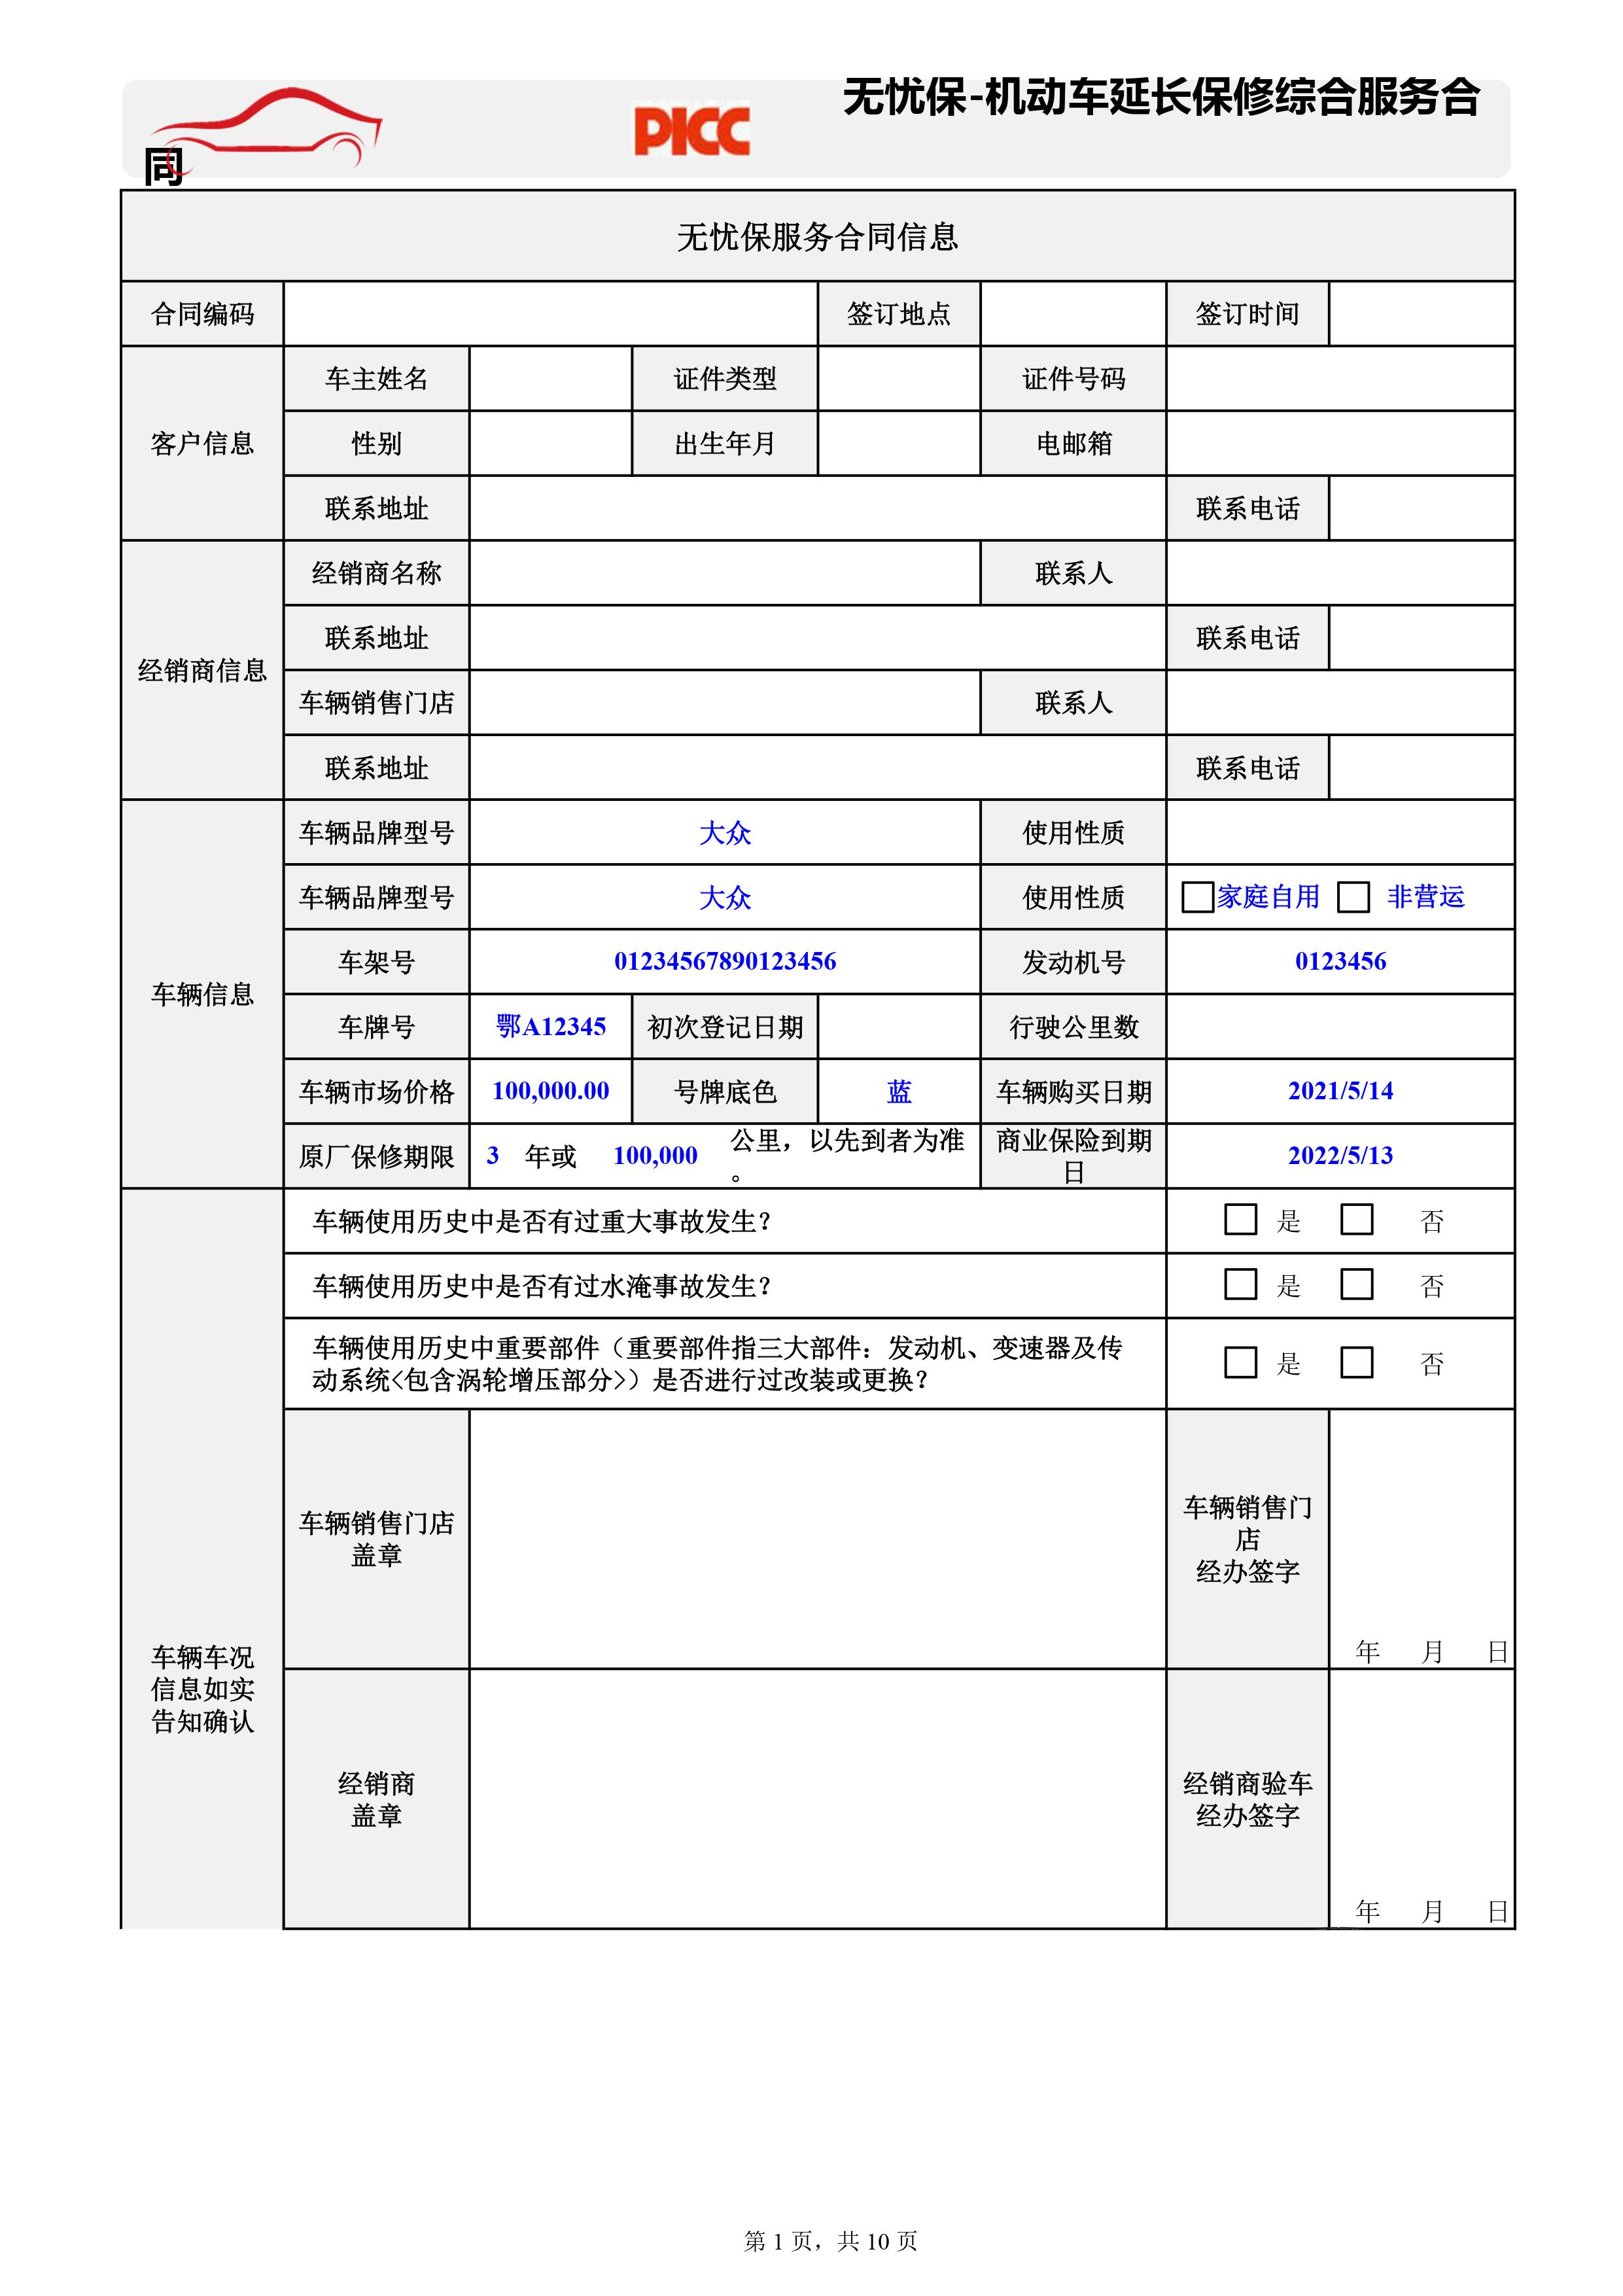 无忧保-机动车延长保修综合服务合
同
PICC
无忧保服务合同信息
合同编码 签订地点 签订时间
客户信息
车主姓名 证件类型 证件号码
性别 出生年月 电邮箱
联系地址 联系电话
经销商信息
经销商名称 联系人
联系地址 联系电话
车辆销售门店 联系人
联系地址 联系电话
车辆信息
车辆品牌型号 大众 使用性质
车辆品牌型号 大众 使用性质 家庭自用 非营运
车架号 01234567890123456 发动机号 0123456
车牌号 鄂A12345 初次登记日期 行驶公里数
车辆市场价格 100,000.00 号牌底色 蓝 车辆购买日期 2021/5/14
原厂保修期限 3 年或 100,000 公里，以先到者为准
。
商业保险到期
日
2022/5/13
车辆车况
信息如实
告知确认
车辆使用历史中是否有过重大事故发生？ 是 否
车辆使用历史中是否有过水淹事故发生？ 是 否
车辆使用历史中重要部件（重要部件指三大部件：发动机、变速器及传
动系统<包含涡轮增压部分>）是否进行过改装或更换？
是 否
车辆销售门店
盖章
车辆销售门
店
经办签字
年 月 日
经销商
盖章
经销商验车
经办签字
年 月 日
第 1 页，共 10 页